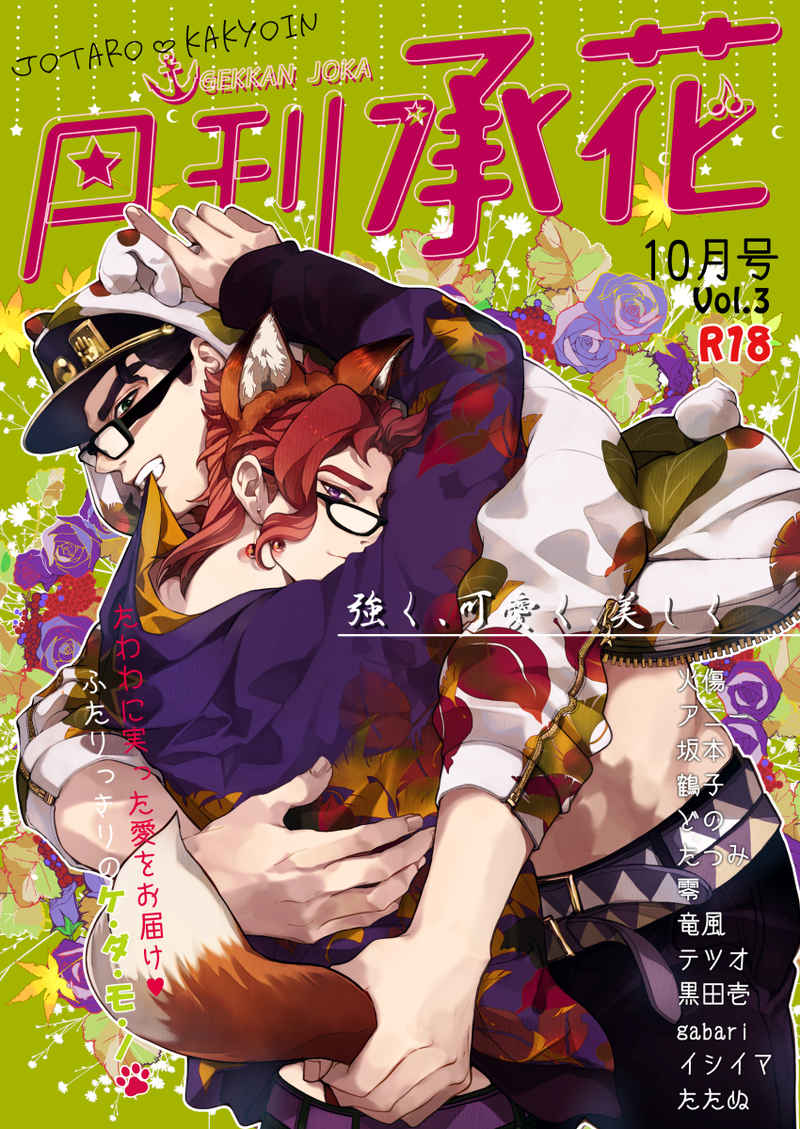 JOTARO♡KAKYOIN
GEKKAN JOKA
月刊承花
10月号
Vol.3
R18
強く、可愛く、美しく
たわわに実った愛をお届け♥
ふたりっきりのケ・ダ・モ・ノ
火傷
アニー
坂本
鶴子
どの
たつみ
零
竜風
テツオ
黒田壱
gabari
イシイマ
たたぬ